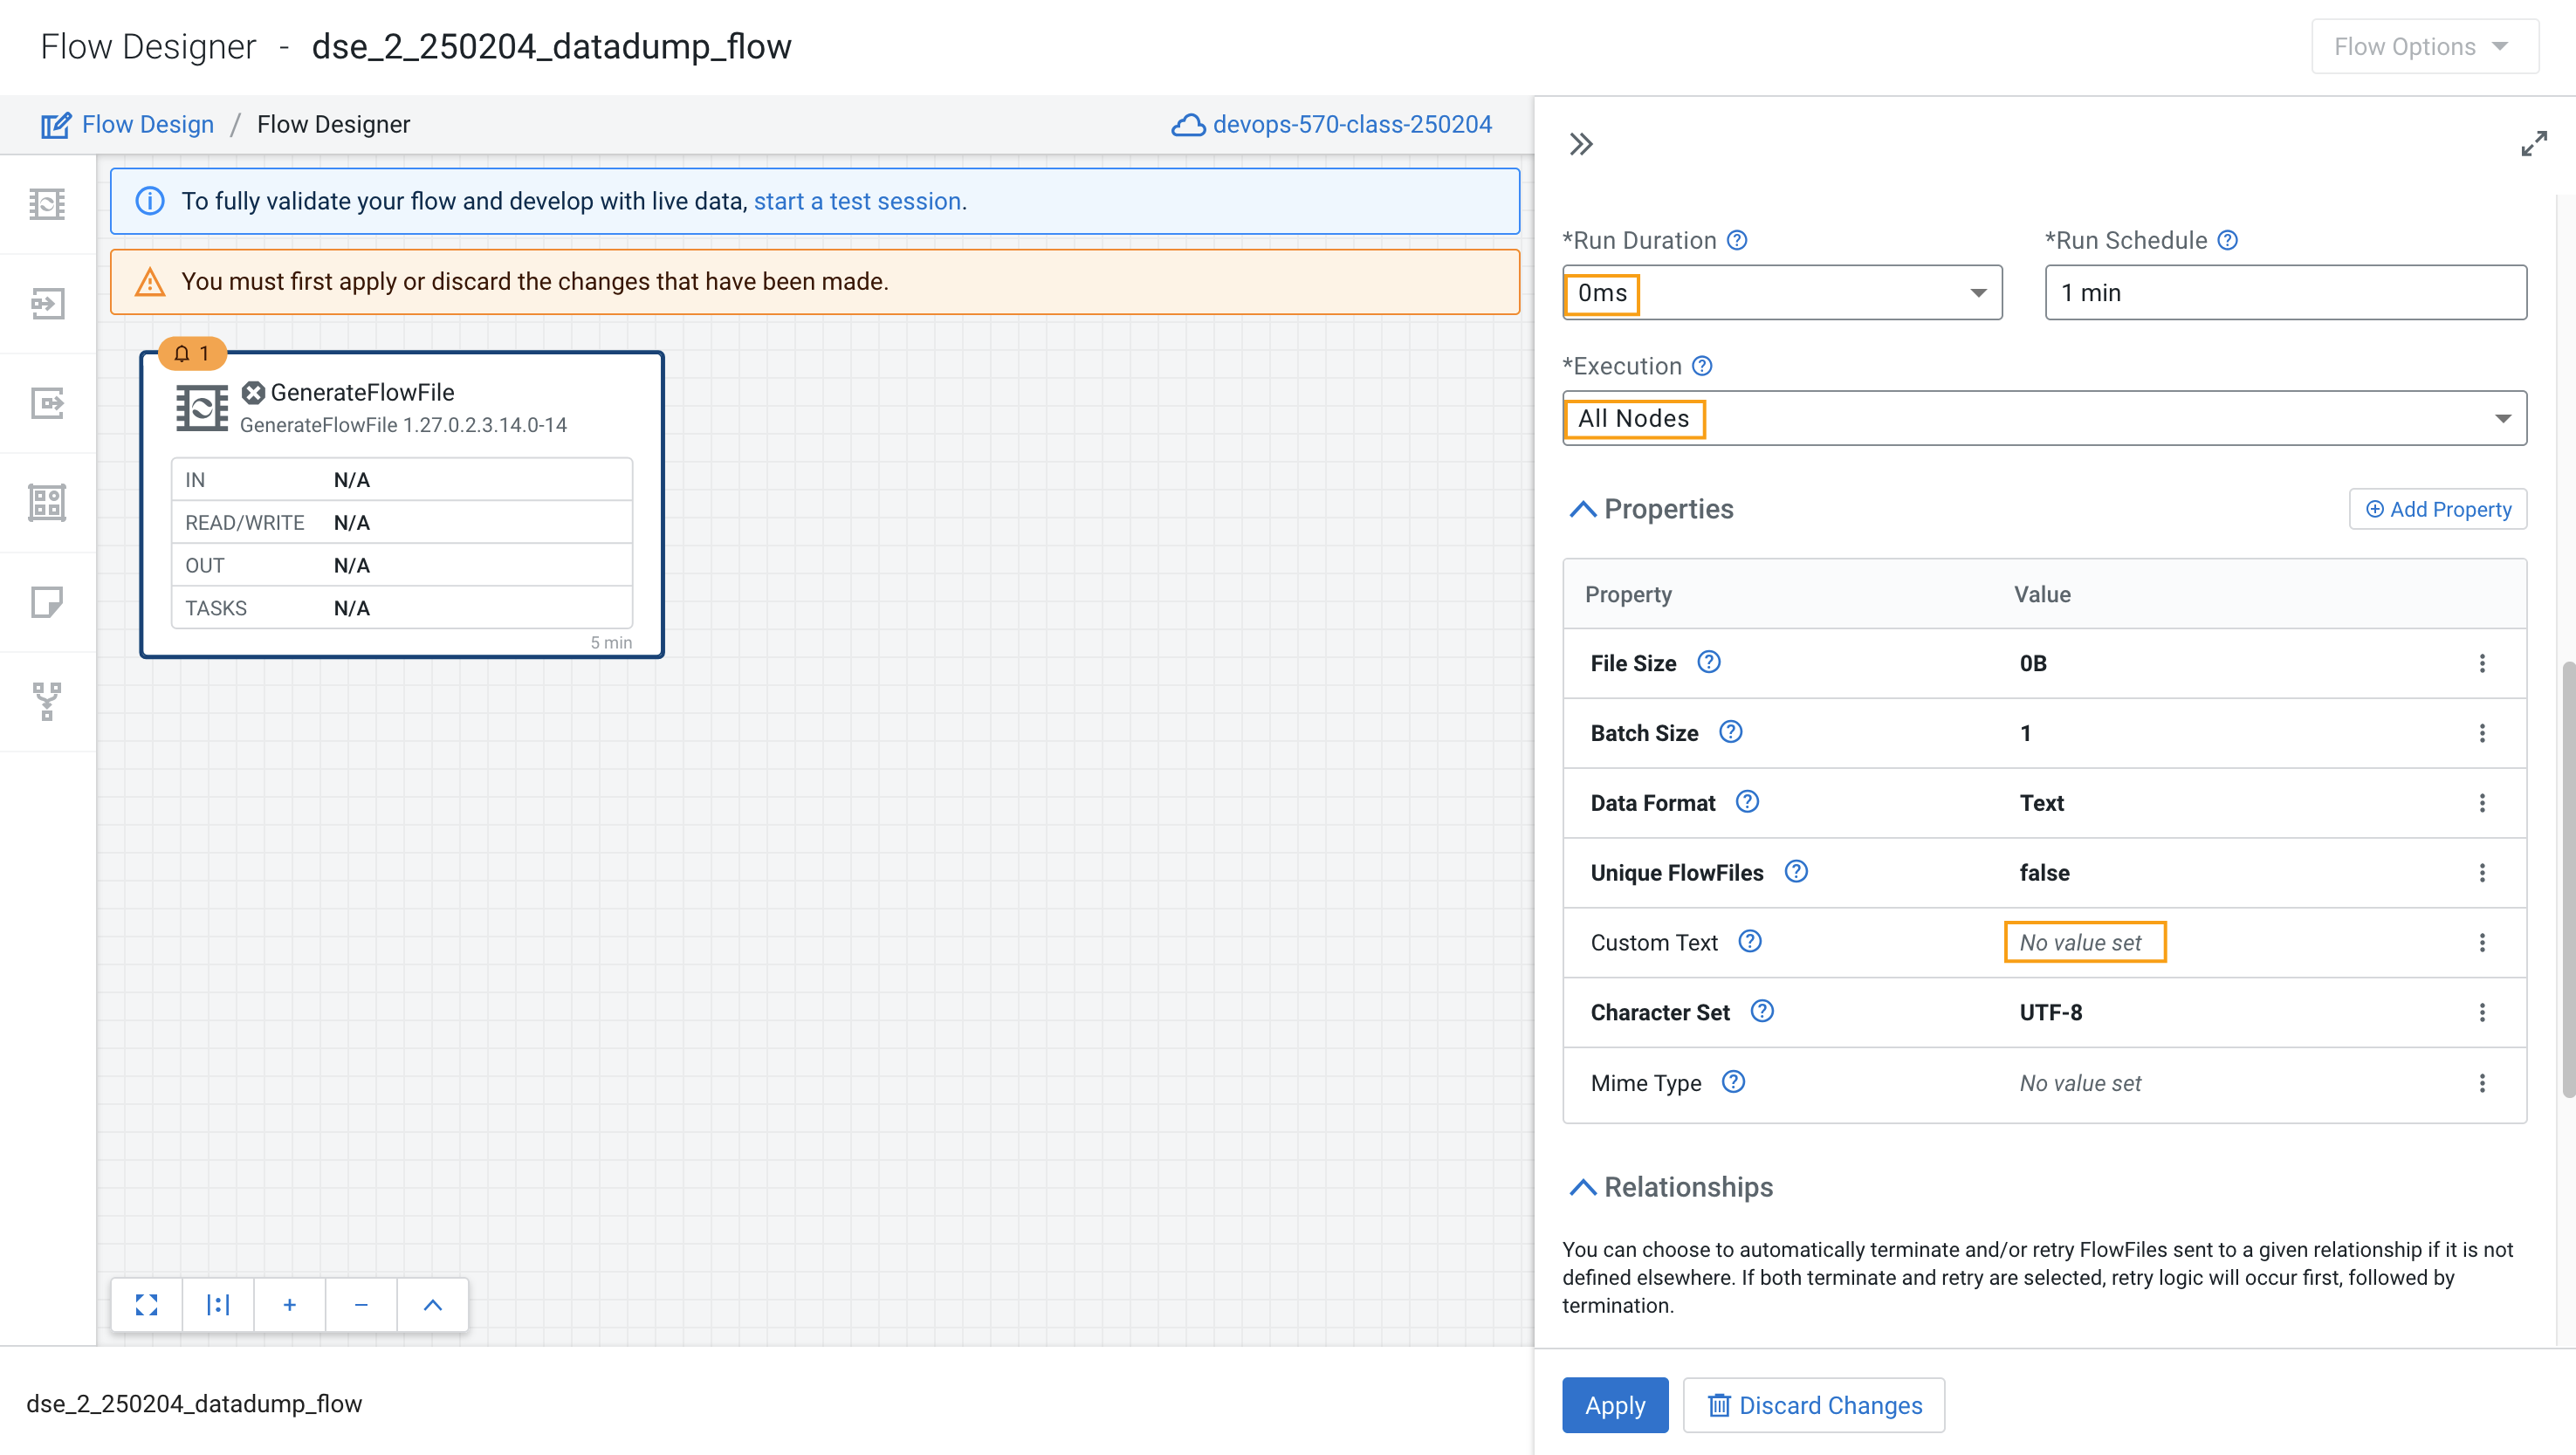 Flow Designer - dse_2_250204_datadump_flow
Flow Options
Flow Design / Flow Designer
devops-570-class-250204
To fully validate your flow and develop with live data, start a test session.
You must first apply or discard the changes that have been made.
1
GenerateFlowFile
GenerateFlowFile 1.27.0.2.3.14.0-14
IN N/A
READ/WRITE N/A
OUT N/A
TASKS N/A
5 min
dse_2_250204_datadump_flow
*Run Duration
*Run Schedule
0ms
1 min
*Execution
All Nodes
Properties
Add Property
Property Value
File Size 0B
Batch Size 1
Data Format Text
Unique FlowFiles false
Custom Text No value set
Character Set UTF-8
Mime Type No value set
Relationships
You can choose to automatically terminate and/or retry FlowFiles sent to a given relationship if it is not
defined elsewhere. If both terminate and retry are selected, retry logic will occur first, followed by
termination.
Apply
Discard Changes